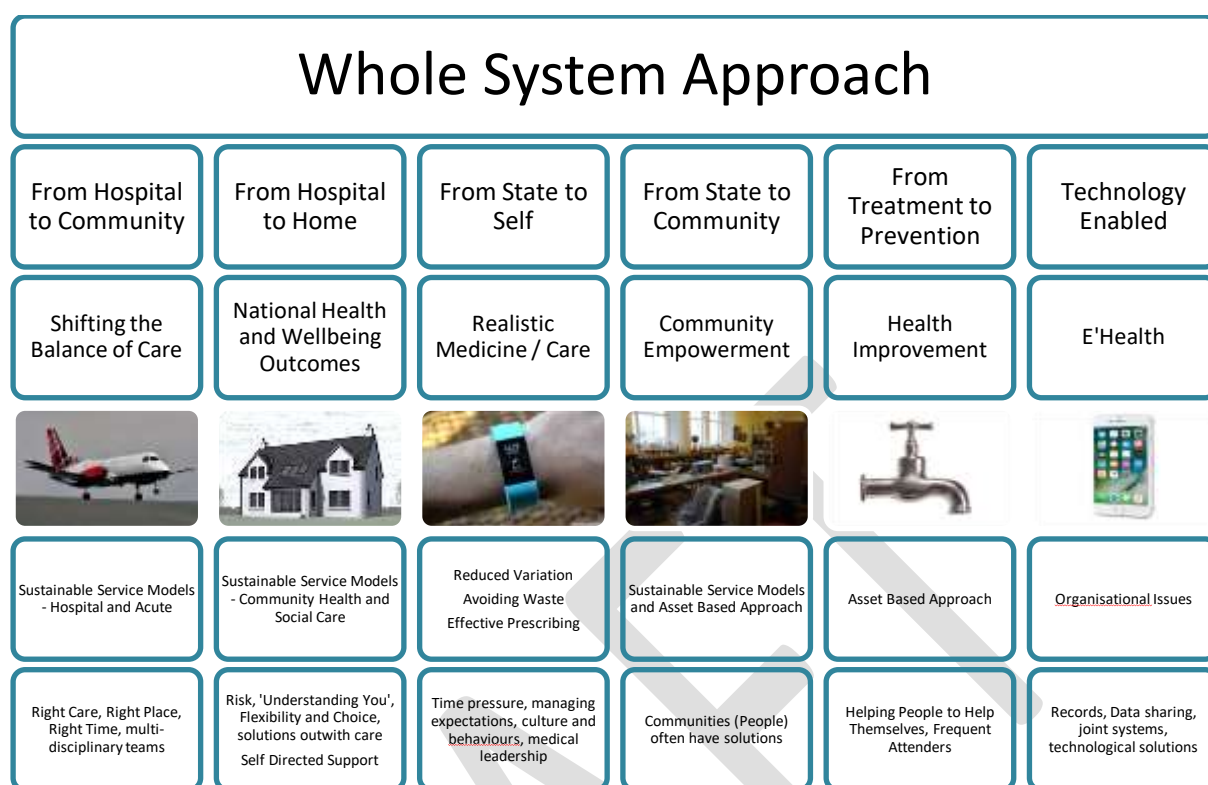 Whole System Approach
From Hospital
to Community
From Hospital
to Home
From State to
Self
From State to
Community
From
Treatment to
Prevention
Technology
Enabled
Shifting the
Balance of Care
National Health
and Wellbeing
Outcomes
Realistic
Medicine / Care
Community
Empowerment
Health
Improvement
E'Health
Sustainable Service Models
- Hospital and Acute
Sustainable Service Models
- Community Health and
Social Care
Reduced Variation
Avoiding Waste
Effective Prescribing
Sustainable Service Models
and Asset Based Approach
Asset Based Approach
Organisational Issues
Right Care, Right Place,
Right Time, multi-
disciplinary teams
Risk, 'Understanding You',
Flexibility and Choice,
solutions outwith care
Self Directed Support
Time pressure, managing
expectations, culture and
behaviours, medical
leadership
Communities (People)
often have solutions
Helping People to Help
Themselves, Frequent
Attenders
Records, Data sharing,
joint systems,
technological solutions